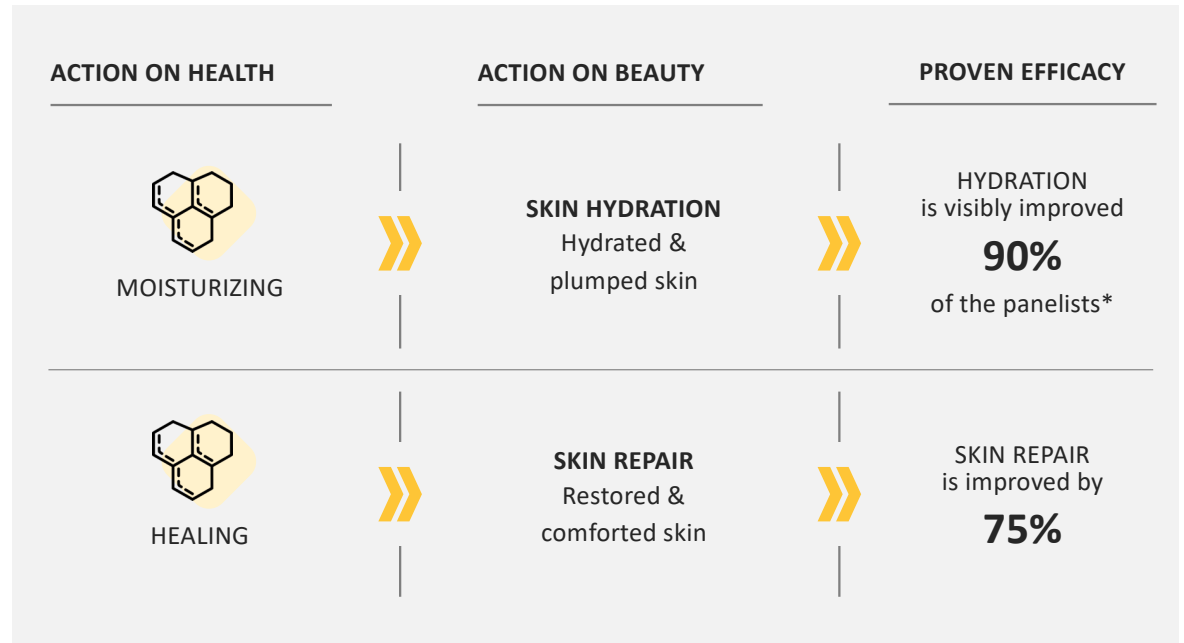 ACTION ON HEALTH
ACTION ON BEAUTY
PROVEN EFFICACY
MOISTURIZING
SKIN HYDRATION
Hydrated &
plumped skin
HYDRATION
is visibly improved
90%
of the panelists*
HEALING
SKIN REPAIR
Restored &
comforted skin
SKIN REPAIR
is improved by
75%